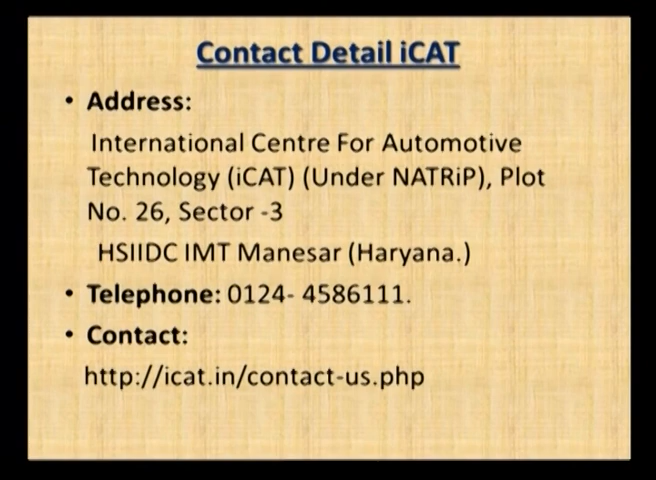 Contact Detail iCAT
• Address:
International Centre For Automotive
Technology (iCAT) (Under NATRiP), Plot
No. 26, Sector -3
HSIIDC IMT Manesar (Haryana.)
• Telephone: 0124- 4586111.
• Contact:
http://icat.in/contact-us.php